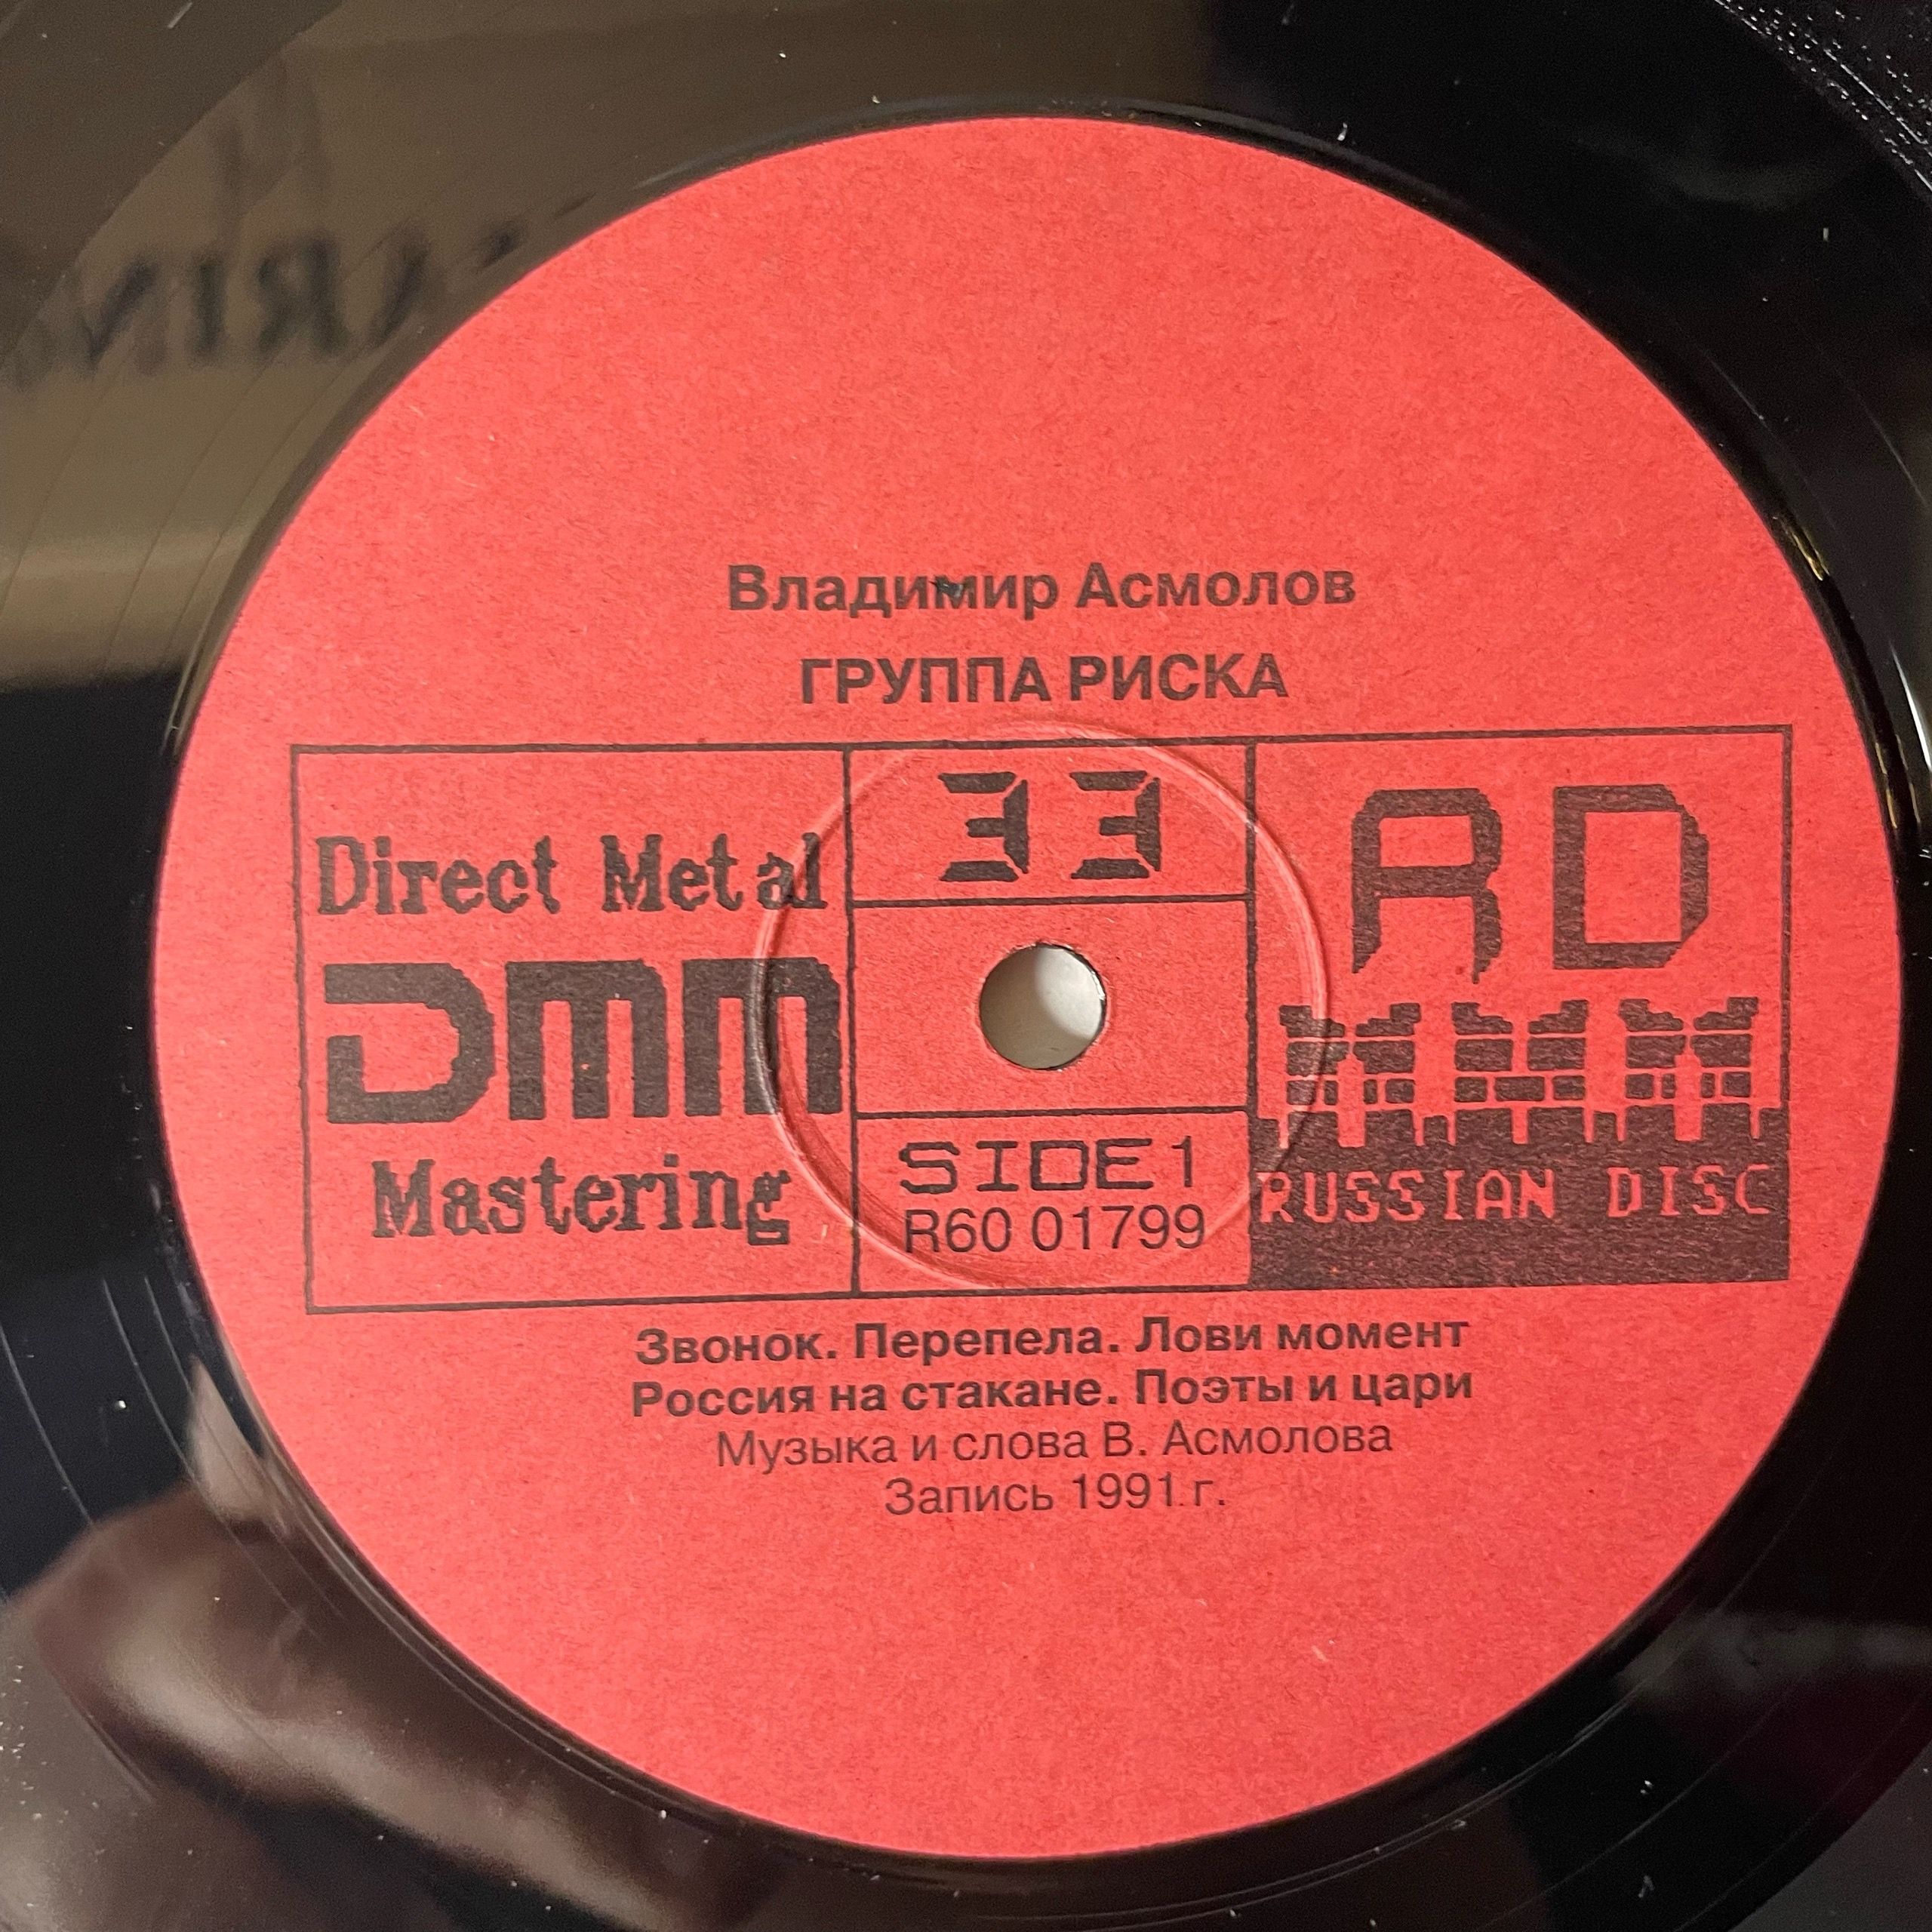 Владимир Асмолов
ГРУППА РИСКА
Direct Metal
DMM
Mastering
33
SIDE 1
R60 01799
RD
RUSSIAN DISC
Звонок. Перепела. Лови момент
Россия на стакане. Поэты и цари
Музыка и слова В. Асмолова
Запись 1991 г.